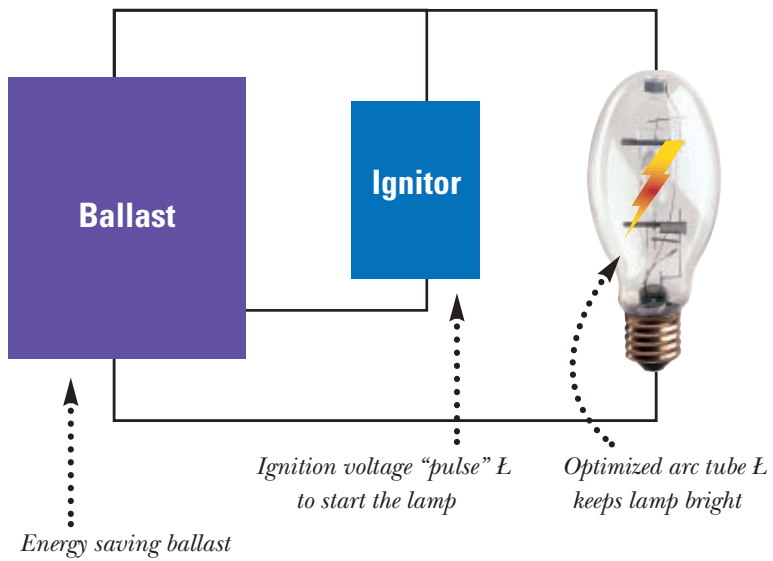 Ballast
Ignitor
Ignition voltage “pulse” Ł
to start the lamp
Optimized arc tube Ł
keeps lamp bright
Energy saving ballast